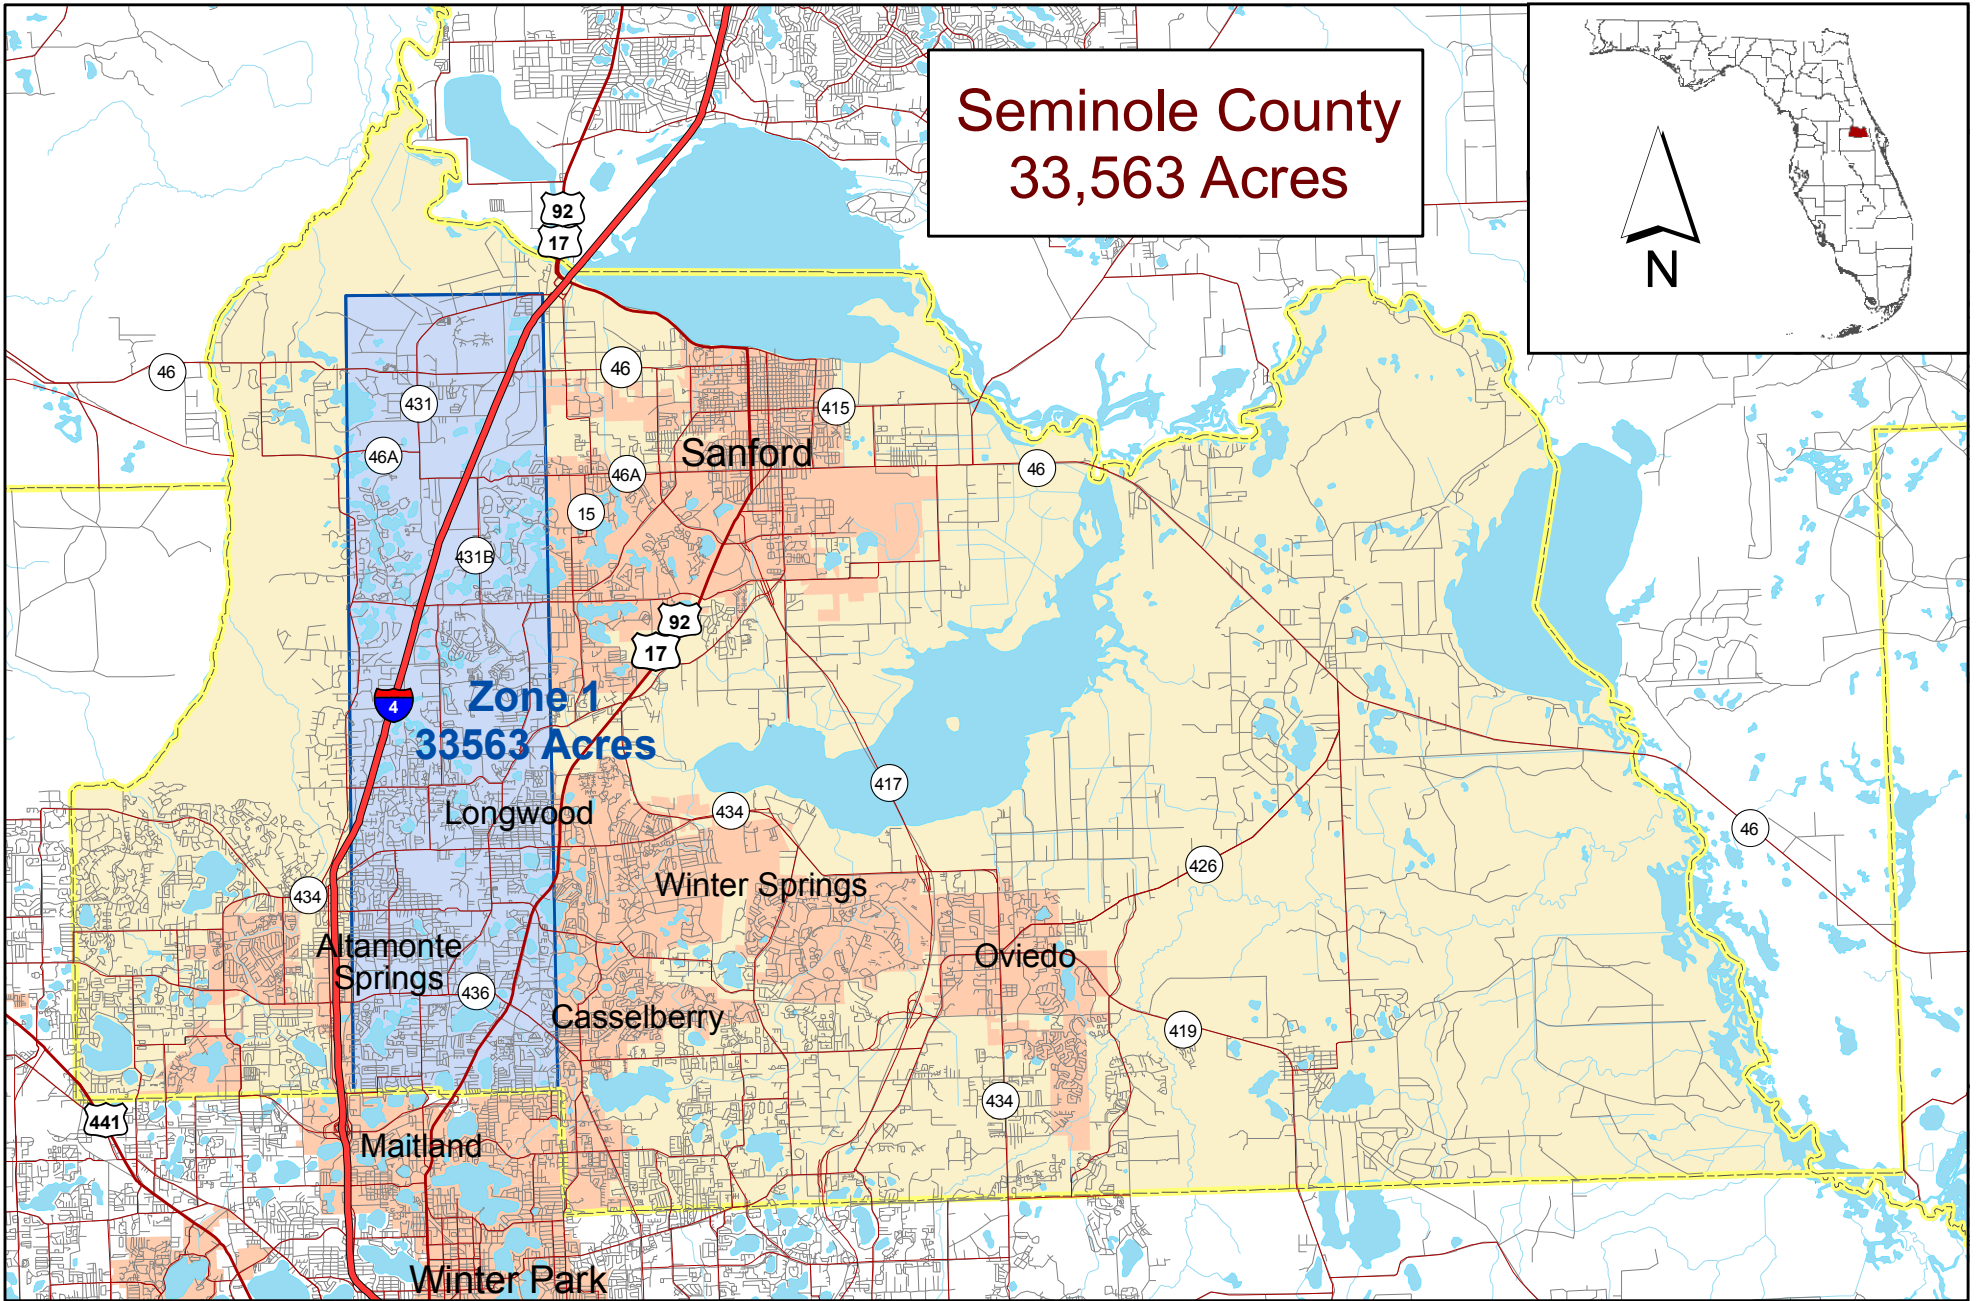 Seminole County
33,563 Acres
N
92
17
46
46
431
415
46A
Sanford
46A
46
15
431B
92
17
4
Zone 1
33563 Acres
417
Longwood
434
46
426
Winter Springs
434
Altamonte
Springs
Oviedo
436
Casselberry
419
434
441
Maitland
Winter Park